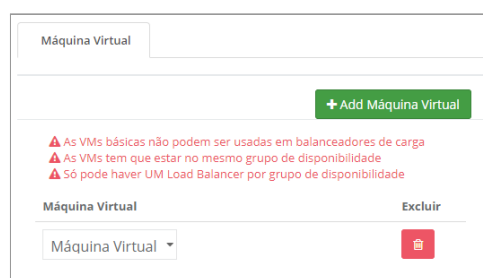 Máquina Virtual
+ Add Máquina Virtual
As VMs básicas não podem ser usadas em balanceadores de carga
As VMs tem que estar no mesmo grupo de disponibilidade
Só pode haver UM Load Balancer por grupo de disponibilidade
Máquina Virtual Excluir
Máquina Virtual